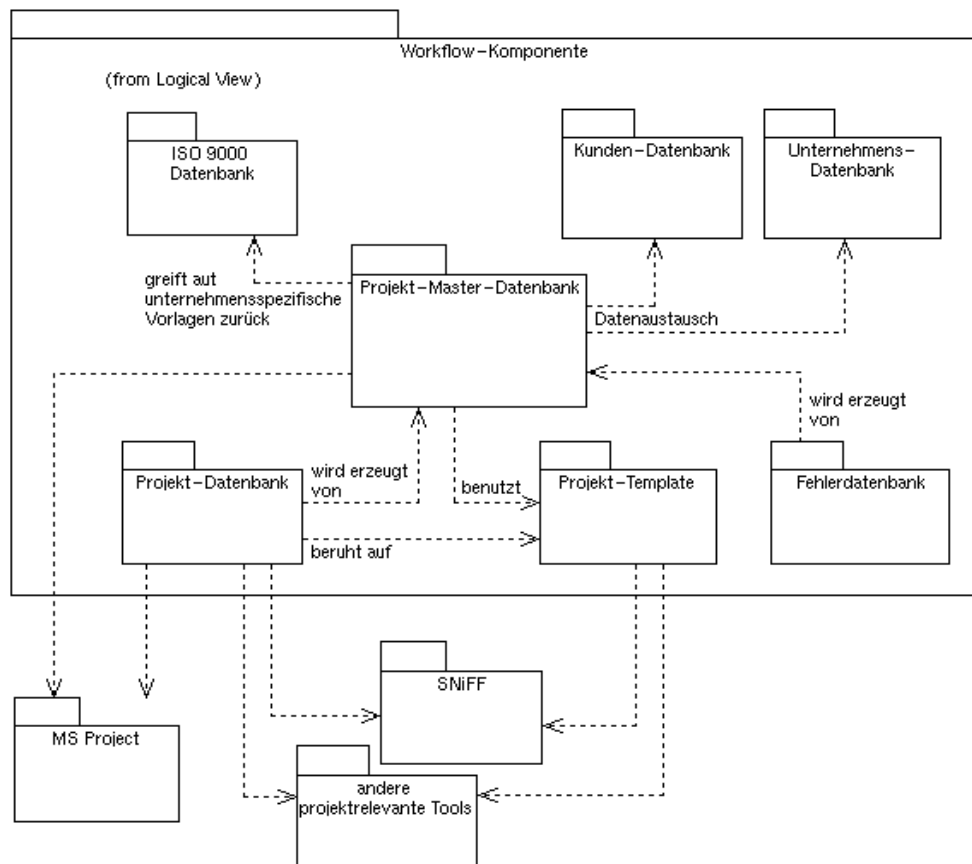 Workflow-Komponente
(from Logical View)
ISO 9000
Datenbank
Kunden-Datenbank
Unternehmens-
Datenbank
greift aut
unternehmensspezifische
Vorlagen zurück
Projekt-Master-Datenbank
Datenaustausch
wird erzeugt
von
Projekt-Datenbank
wird erzeugt
von
benutzt
Projekt-Template
Fehlerdatenbank
beruht auf
SNiFF
MS Project
andere
projektrelevante Tools